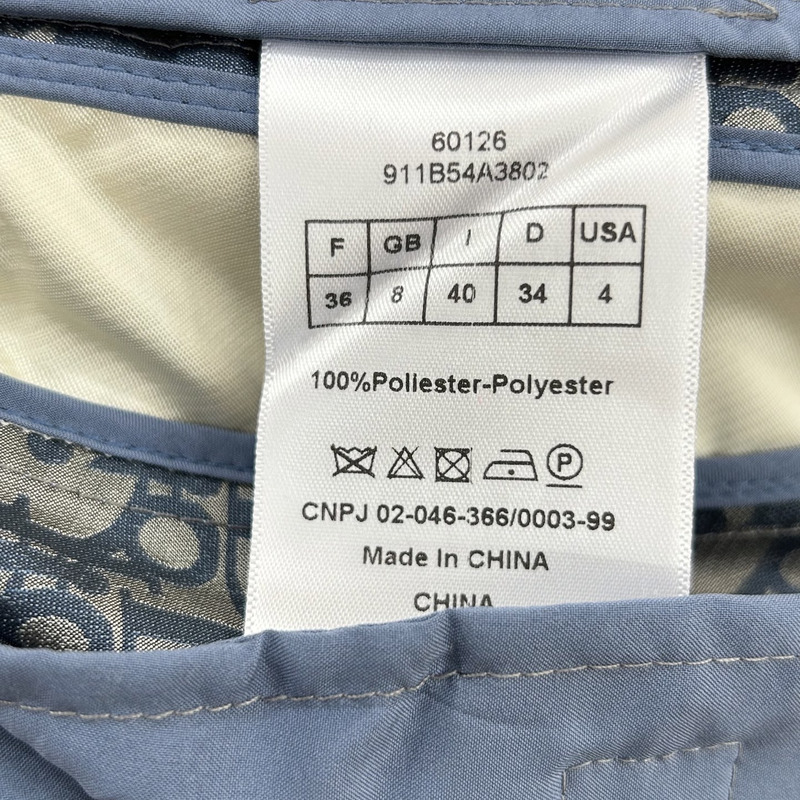 60126
911B54A3802
F GB I D USA
36 8 40 34 4
100%Poliester-Polyester
P
CNPJ 02-046-366/0003-99
Made In CHINA
CHINA